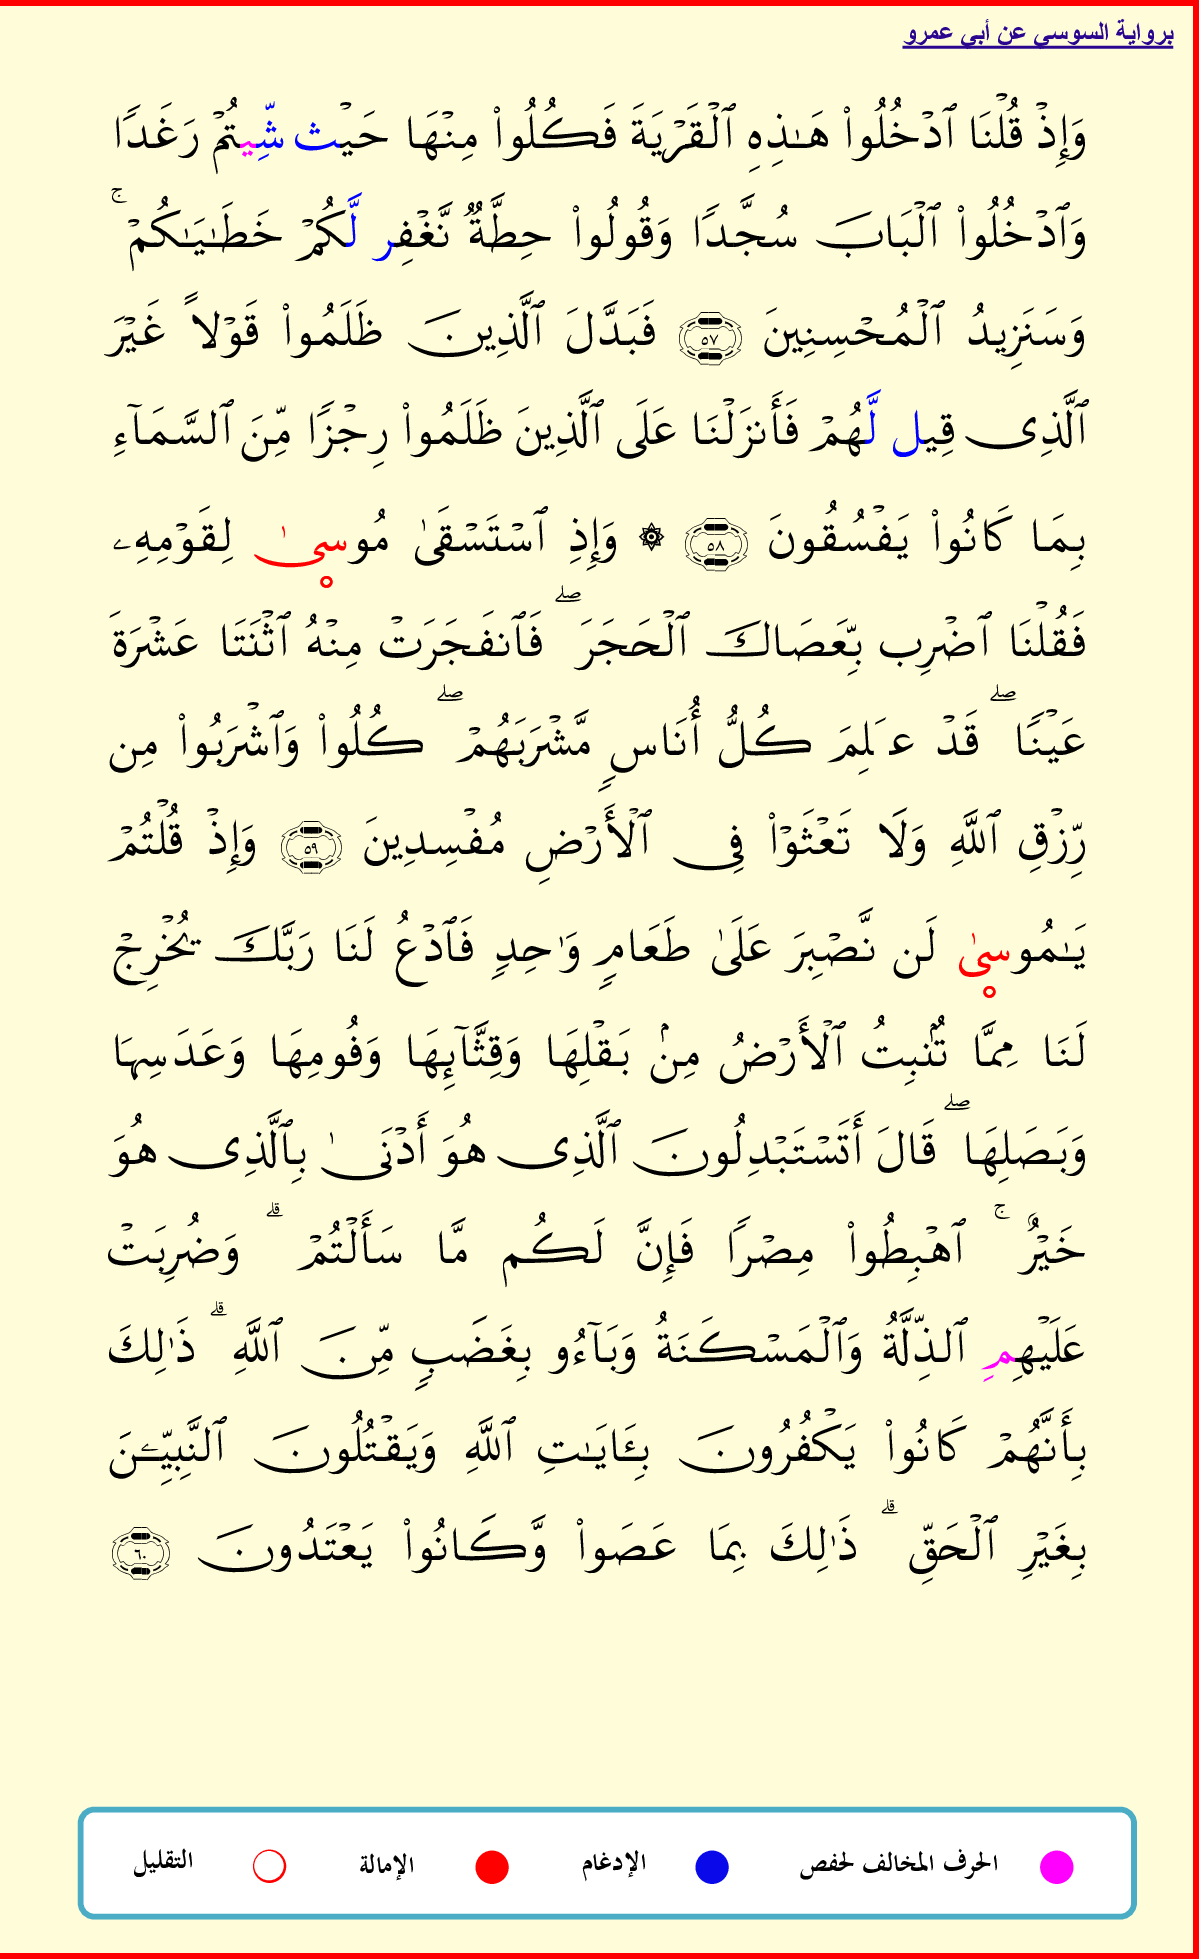 برواية السوسي عن أبي عمرو
وَإِذۡ قُلۡنَا ٱدۡخُلُواْ هَٰذِهِ ٱلۡقَرۡيَةَ فَكُلُواْ مِنۡهَا حَيۡث شِّيتُمۡ رَغَدٗا
وَٱدۡخُلُواْ ٱلۡبَابَ سُجَّدٗا وَقُولُواْ حِطَّةٞ نَّغۡفِر لَّكُمۡ خَطَٰيَٰكُمۡۚ
وَسَنَزِيدُ ٱلۡمُحۡسِنِينَ ٥٧ فَبَدَّلَ ٱلَّذِينَ ظَلَمُواْ قَوۡلًا غَيۡرَ
ٱلَّذِى قِيل لَّهُمۡ فَأَنزَلۡنَا عَلَى ٱلَّذِينَ ظَلَمُواْ رِجۡزٗا مِّنَ ٱلسَّمَآءِ
بِمَا كَانُواْ يَفۡسُقُونَ ٥٨ ۞ وَإِذِ ٱسۡتَسۡقَىٰ مُوسىٰ لِقَوۡمِهِۦ
فَقُلۡنَا ٱضۡرِب بِّعَصَاكَ ٱلۡحَجَرَۖ فَٱنفَجَرَتۡ مِنۡهُ ٱثۡنَتَا عَشۡرَةَ
عَيۡنٗاۖ قَدۡ عَلِمَ كُلُّ أُنَاسٖ مَّشۡرَبَهُمۡۖ كُلُواْ وَٱشۡرَبُواْ مِن
رِّزۡقِ ٱللَّهِ وَلَا تَعۡثَوۡاْ فِى ٱلۡأَرۡضِ مُفۡسِدِينَ ٥٩ وَإِذۡ قُلۡتُمۡ
يَٰمُوسىٰ لَن نَّصۡبِرَ عَلَىٰ طَعَامٖ وَٰحِدٖ فَٱدۡعُ لَنَا رَبَّكَ يُخۡرِجۡ
لَنَا مِمَّا تُنۢبِتُ ٱلۡأَرۡضُ مِنۢ بَقۡلِهَا وَقِثَّآئِهَا وَفُومِهَا وَعَدَسِهَا
وَبَصَلِهَاۖ قَالَ أَتَسۡتَبۡدِلُونَ ٱلَّذِى هُوَ أَدۡنَىٰ بِٱلَّذِى هُوَ
خَيۡرٌۚ ٱهۡبِطُواْ مِصۡرٗا فَإِنَّ لَكُم مَّا سَأَلۡتُمۡۗ وَضُرِبَتۡ
عَلَيۡهِمِ ٱلذِّلَّةُ وَٱلۡمَسۡكَنَةُ وَبَآءُو بِغَضَبٖ مِّنَ ٱللَّهِۗ ذَٰلِكَ
بِأَنَّهُمۡ كَانُواْ يَكۡفُرُونَ بِـَٔايَٰتِ ٱللَّهِ وَيَقۡتُلُونَ ٱلنَّبِيِّـۧنَ
بِغَيۡرِ ٱلۡحَقِّۗ ذَٰلِكَ بِمَا عَصَواْ وَّكَانُواْ يَعۡتَدُونَ ٦٠
الحرف المخالف لحفص الإدغام الإمالة التقليل